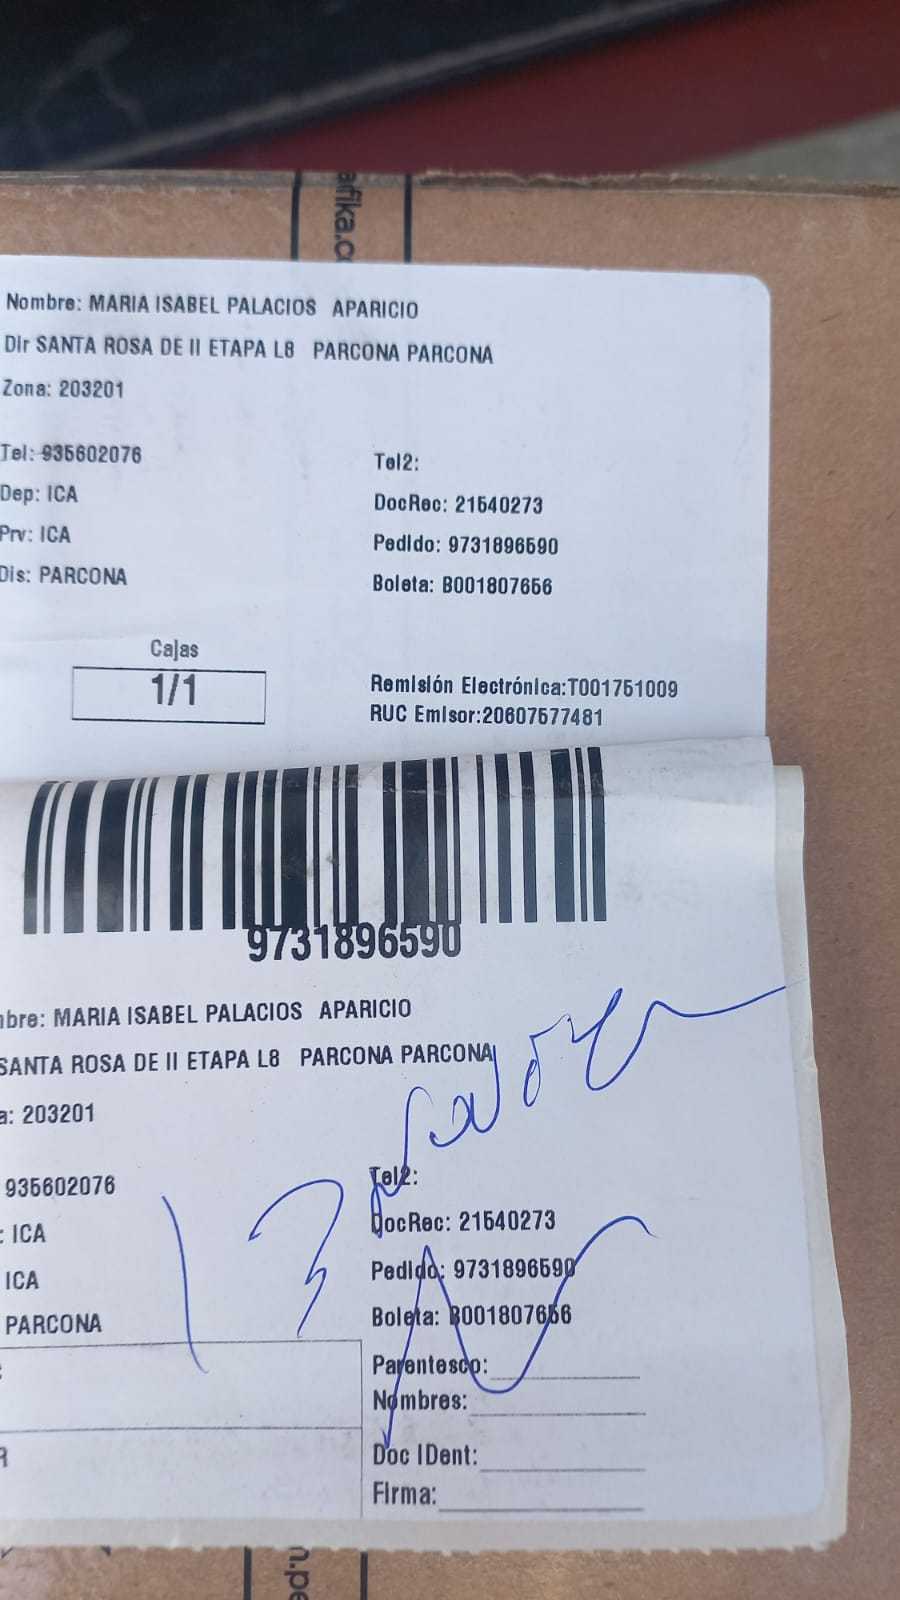 afika.c
Nombre: MARIA ISABEL PALACIOS APARICIO
Dir SANTA ROSA DE II ETAPA L8 PARCONA PARCONA
Zona: 203201
Tel: 935602076
Tel2:
Dep: ICA
DocRec: 21540273
Prv: ICA
Pedido: 9731896590
Dis: PARCONA
Boleta: B001807656
Cajas
1/1
Remisión Electrónica:T001751009
RUC Emisor:20607577481
9731896590
mbre: MARIA ISABEL PALACIOS APARICIO
SANTA ROSA DE II ETAPA L8 PARCONA PARCONA
a: 203201
935602076
Tel2:
: ICA
DocRec: 21540273
ICA
Pedido: 9731896590
PARCONA
Boleta: B001807656
Parentesco:
Nombres:
R
Doc IDent:
Firma:
n.pe